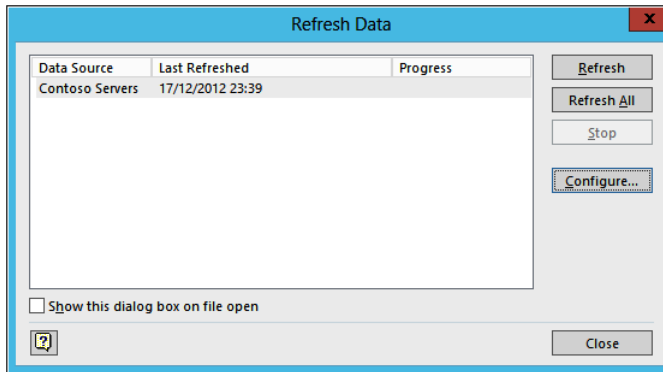 Refresh Data
x
Data Source Last Refreshed Progress
Contoso Servers 17/12/2012 23:39
Refresh
Refresh All
Stop
Configure...
Show this dialog box on file open
?
Close